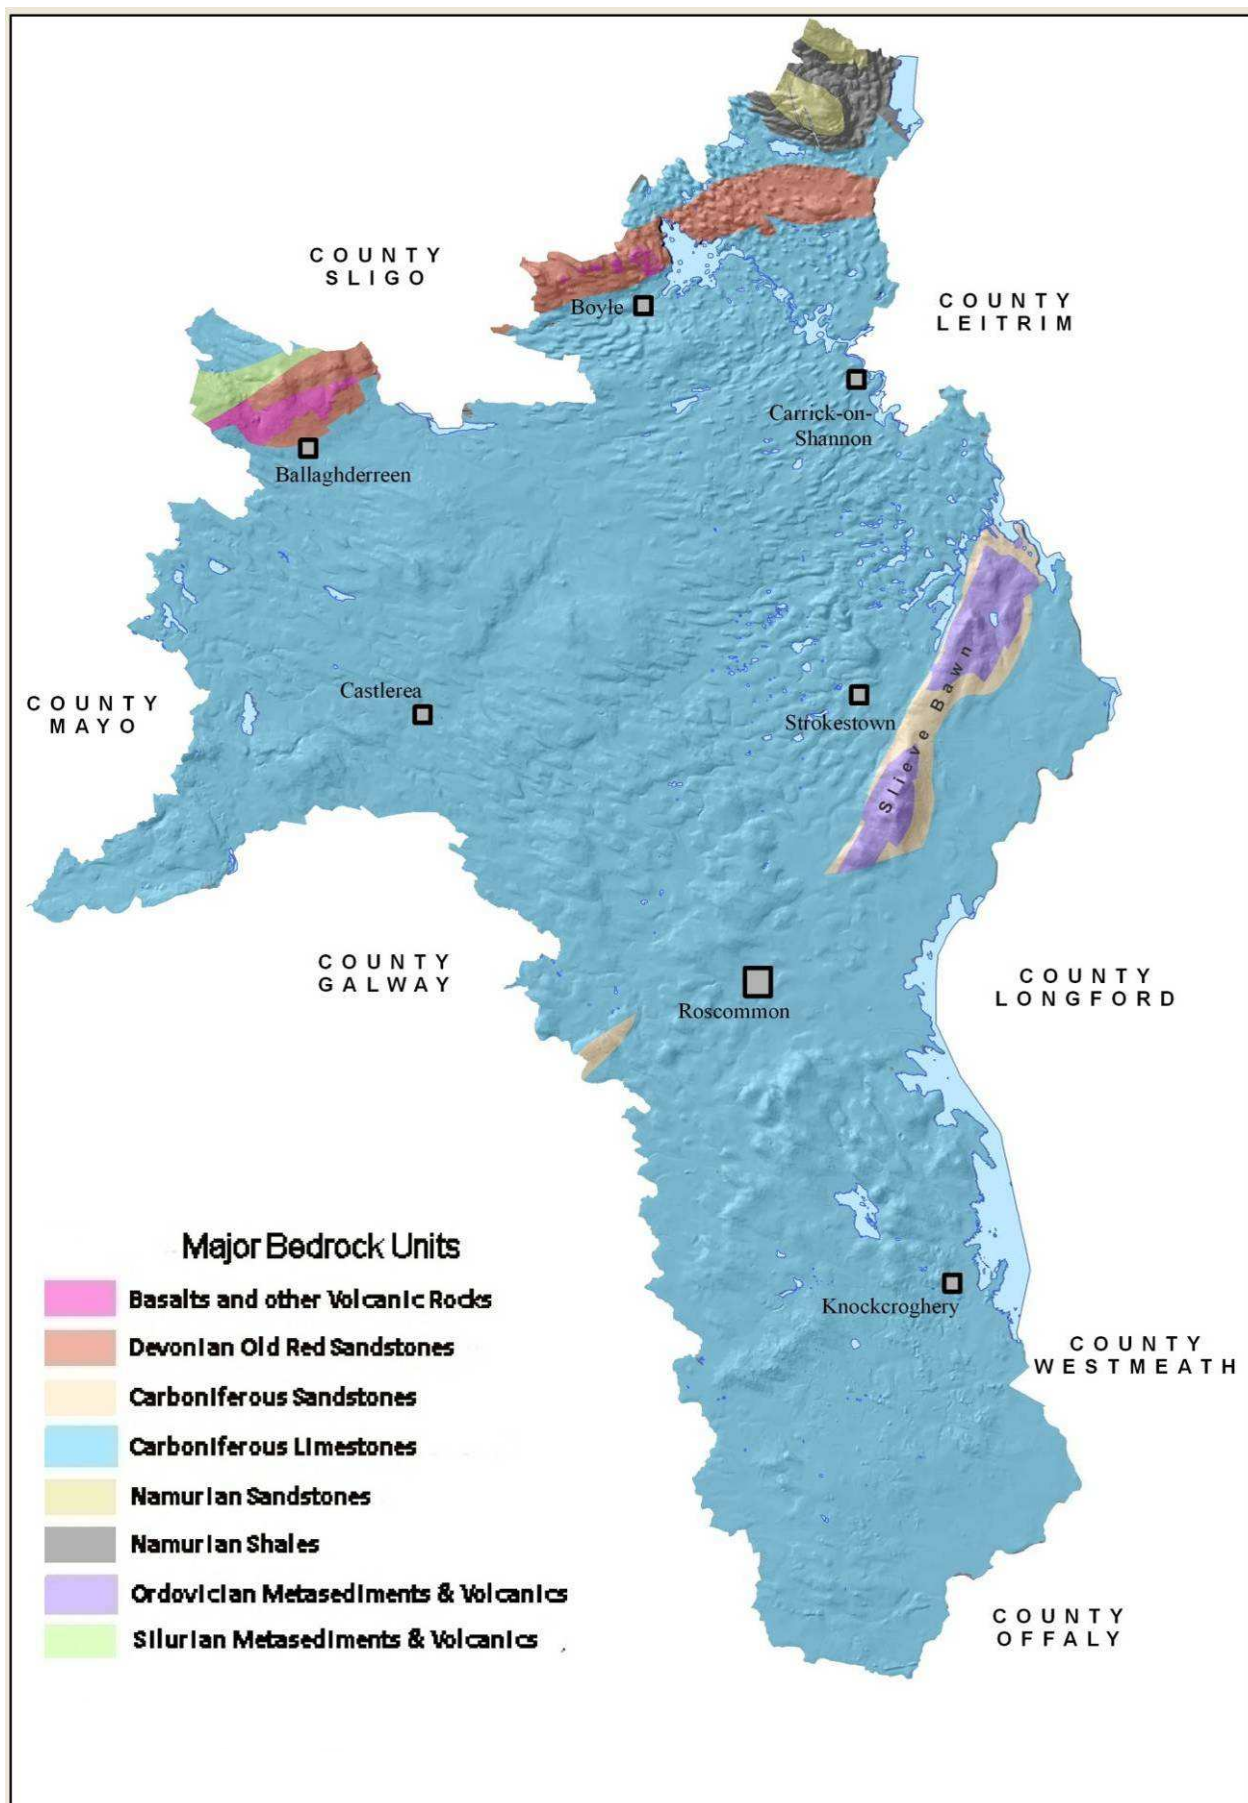 COUNTY
SLIGO
COUNTY
LEITRIM
Boyle
Carrick-on-
Shannon
Ballaghderreen
COUNTY
MAYO
Castlerea
Strokestown
Slieve Bawn
COUNTY
GALWAY
COUNTY
LONGFORD
Roscommon
Knockcroghery
COUNTY
WESTMEATH
COUNTY
OFFALY
Major Bedrock Units
Basalts and other Volcanic Rocks
Devonian Old Red Sandstones
Carboniferous Sandstones
Carboniferous Limestones
Namurian Sandstones
Namurian Shales
Ordovician Metasediments & Volcanics
Silurian Metasediments & Volcanics